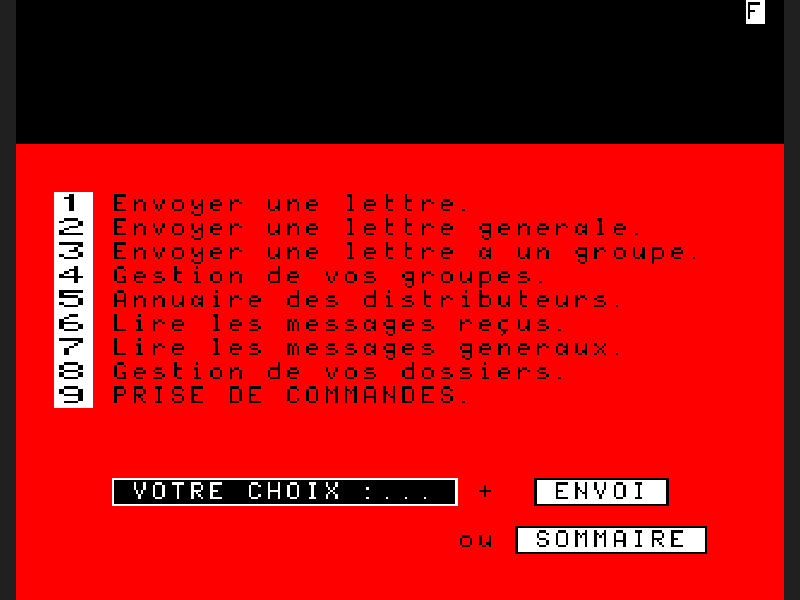 F
1 Envoyer une lettre.
2 Envoyer une lettre generale.
3 Envoyer une lettre a un groupe.
4 Gestion de vos groupes.
5 Annuaire des distributeurs.
6 Lire les messages reçus.
7 Lire les messages generaux.
8 Gestion de vos dossiers.
9 PRISE DE COMMANDES.
VOTRE CHOIX :... + ENVOI
ou SOMMAIRE